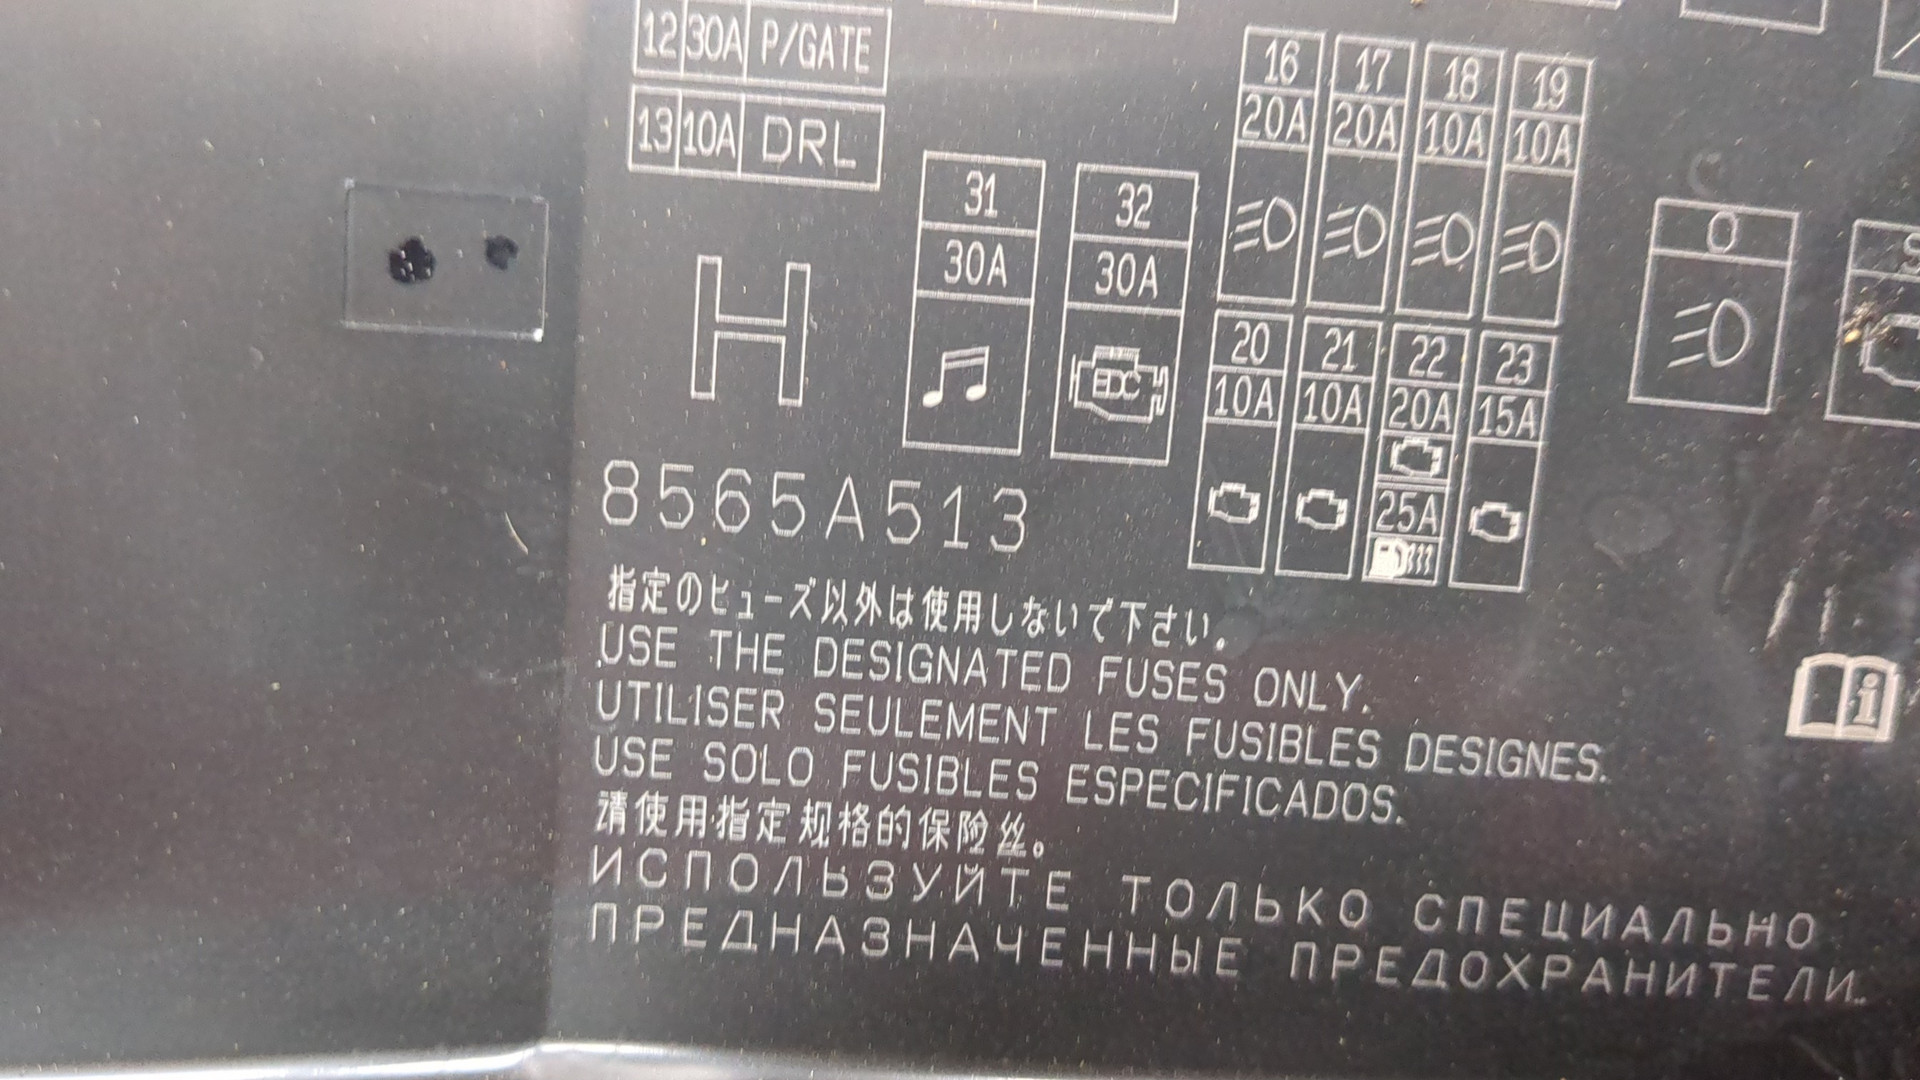 12 30A P/GATE
13 10A DRL
31
30A
32
30A
EDC
16 17 18 19
20A 20A 10A 10A
20 21 22 23
10A 10A 20A 15A
25A
O
S
H
8565A513
指定のヒューズ以外は使用しないで下さい。
USE THE DESIGNATED FUSES ONLY.
UTILISER SEULEMENT LES FUSIBLES DESIGNES.
USE SOLO FUSIBLES ESPECIFICADOS.
请使用指定规格的保险丝。
ИСПОЛЬЗУЙТЕ ТОЛЬКО СПЕЦИАЛЬНО
ПРЕДНАЗНАЧЕННЫЕ ПРЕДОХРАНИТЕЛИ.